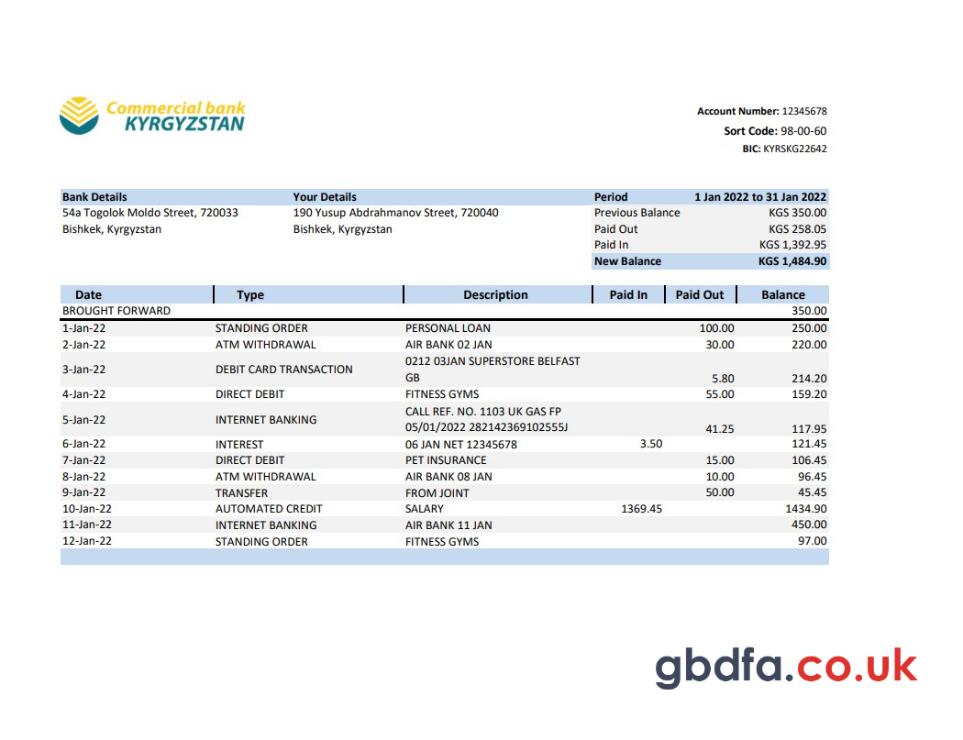 Commercial bank
KYRGYZSTAN
Account Number: 12345678
Sort Code: 98-00-60
BIC: KYRSKG22642
Bank Details Your Details Period 1 Jan 2022 to 31 Jan 2022
54a Togolok Moldo Street, 720033 190 Yusup Abdrahmanov Street, 720040 Previous Balance KGS 350.00
Bishkek, Kyrgyzstan Bishkek, Kyrgyzstan Paid Out KGS 258.05
Paid In KGS 1,392.95
New Balance KGS 1,484.90
Date Type Description Paid In Paid Out Balance
BROUGHT FORWARD 350.00
1-Jan-22 STANDING ORDER PERSONAL LOAN 100.00 250.00
2-Jan-22 ATM WITHDRAWAL AIR BANK 02 JAN 30.00 220.00
3-Jan-22 DEBIT CARD TRANSACTION 0212 03JAN SUPERSTORE BELFAST
GB 5.80 214.20
4-Jan-22 DIRECT DEBIT FITNESS GYMS 55.00 159.20
5-Jan-22 INTERNET BANKING CALL REF. NO. 1103 UK GAS FP
05/01/2022 282142369102555J 41.25 117.95
6-Jan-22 INTEREST 06 JAN NET 12345678 3.50 121.45
7-Jan-22 DIRECT DEBIT PET INSURANCE 15.00 106.45
8-Jan-22 ATM WITHDRAWAL AIR BANK 08 JAN 10.00 96.45
9-Jan-22 TRANSFER FROM JOINT 50.00 45.45
10-Jan-22 AUTOMATED CREDIT SALARY 1369.45 1434.90
11-Jan-22 INTERNET BANKING AIR BANK 11 JAN 450.00
12-Jan-22 STANDING ORDER FITNESS GYMS 97.00
gbdfa.co.uk